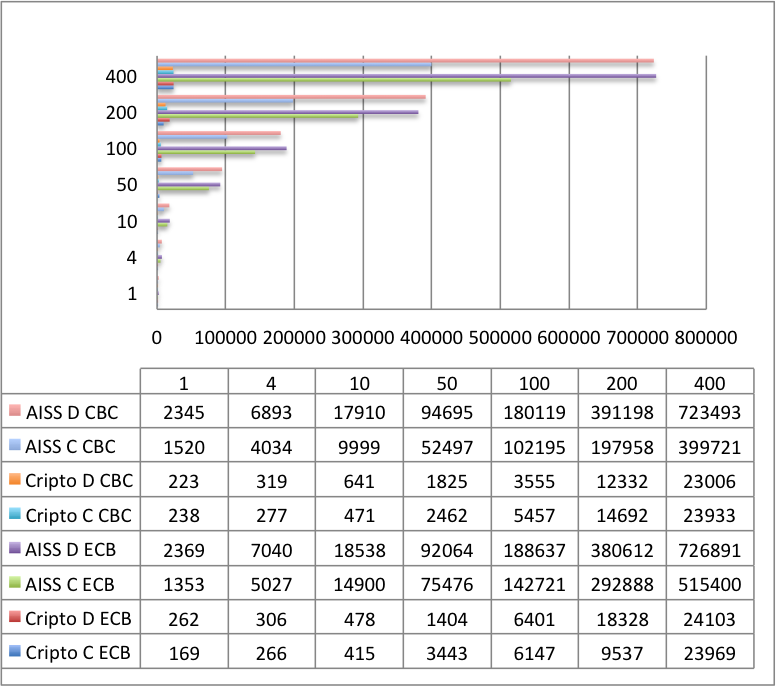 400
200
100
50
10
4
1
0 100000 200000 300000 400000 500000 600000 700000 800000
1 4 10 50 100 200 400
AISS D CBC 2345 6893 17910 94695 180119 391198 723493
AISS C CBC 1520 4034 9999 52497 102195 197958 399721
Cripto D CBC 223 319 641 1825 3555 12332 23006
Cripto C CBC 238 277 471 2462 5457 14692 23933
AISS D ECB 2369 7040 18538 92064 188637 380612 726891
AISS C ECB 1353 5027 14900 75476 142721 292888 515400
Cripto D ECB 262 306 478 1404 6401 18328 24103
Cripto C ECB 169 266 415 3443 6147 9537 23969